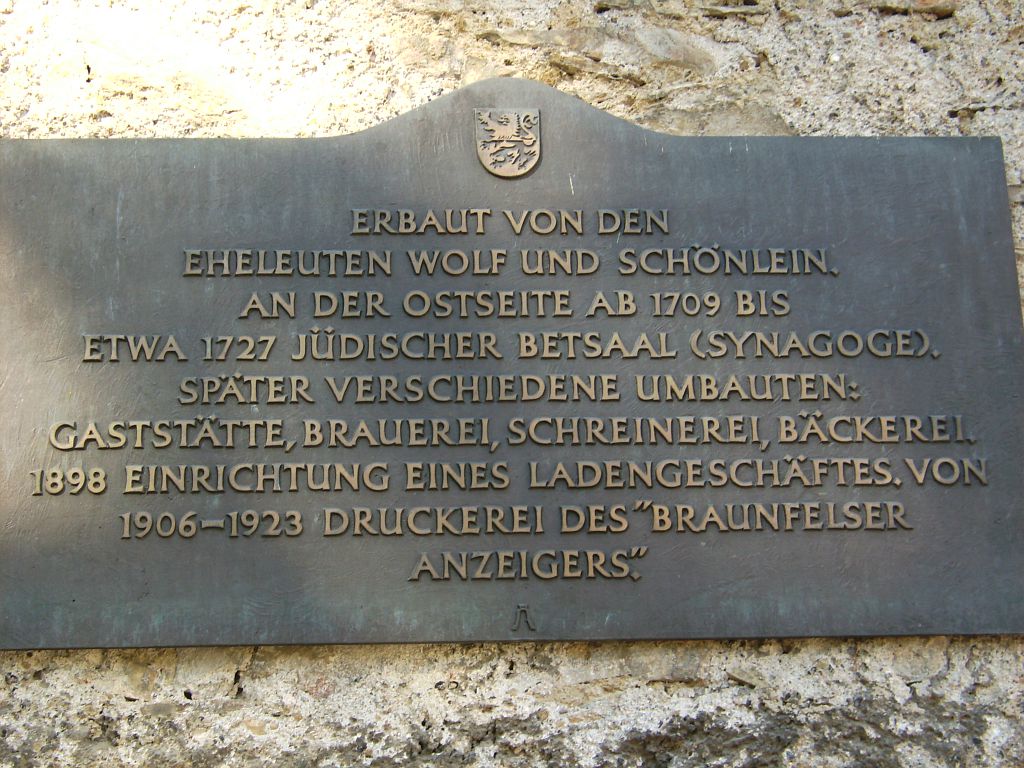 ERBAUT VON DEN
EHELEUTEN WOLF UND SCHÖNLEIN.
AN DER OSTSEITE AB 1709 BIS
ETWA 1727 JÜDISCHER BETSAAL (SYNAGOGE).
SPÄTER VERSCHIEDENE UMBAUTEN:
GASTSTÄTTE, BRAUEREI, SCHREINEREI, BÄCKEREI.
1898 EINRICHTUNG EINES LADENGESCHÄFTES. VON
1906–1923 DRUCKEREI DES "BRAUNFELSER
ANZEIGERS."